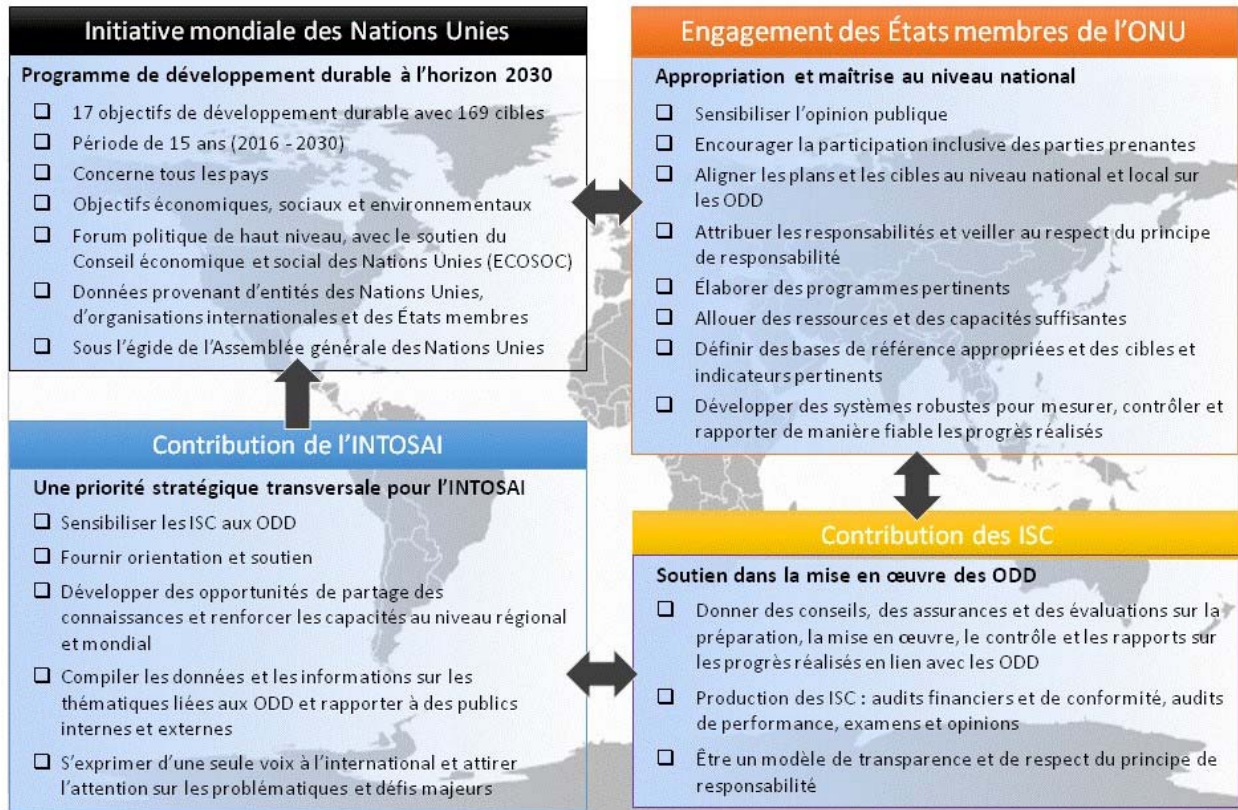 Initiative mondiale des Nations Unies
Programme de développement durable à l'horizon 2030
17 objectifs de développement durable avec 169 cibles
Période de 15 ans (2016 - 2030)
Concerne tous les pays
Objectifs économiques, sociaux et environnementaux
Forum politique de haut niveau, avec le soutien du
Conseil économique et social des Nations Unies (ECOSOC)
Données provenant d'entités des Nations Unies,
d'organisations internationales et des États membres
Sous l'égide de l'Assemblée générale des Nations Unies
Engagement des États membres de l'ONU
Appropriation et maîtrise au niveau national
Sensibiliser l'opinion publique
Encourager la participation inclusive des parties prenantes
Aligner les plans et les cibles au niveau national et local sur
les ODD
Attribuer les responsabilités et veiller au respect du principe
de responsabilité
Élaborer des programmes pertinents
Allouer des ressources et des capacités suffisantes
Définir des bases de référence appropriées et des cibles et
indicateurs pertinents
Développer des systèmes robustes pour mesurer, contrôler et
rapporter de manière fiable les progrès réalisés
Contribution de l'INTOSAI
Une priorité stratégique transversale pour l'INTOSAI
Sensibiliser les ISC aux ODD
Fournir orientation et soutien
Développer des opportunités de partage des
connaissances et renforcer les capacités au niveau régional
et mondial
Compiler les données et les informations sur les
thématiques liées aux ODD et rapporter à des publics
internes et externes
S'exprimer d'une seule voix à l'international et attirer
l'attention sur les problématiques et défis majeurs
Contribution des ISC
Soutien dans la mise en œuvre des ODD
Donner des conseils, des assurances et des évaluations sur la
préparation, la mise en œuvre, le contrôle et les rapports sur
les progrès réalisés en lien avec les ODD
Production des ISC : audits financiers et de conformité, audits
de performance, examens et opinions
Être un modèle de transparence et de respect du principe de
responsabilité